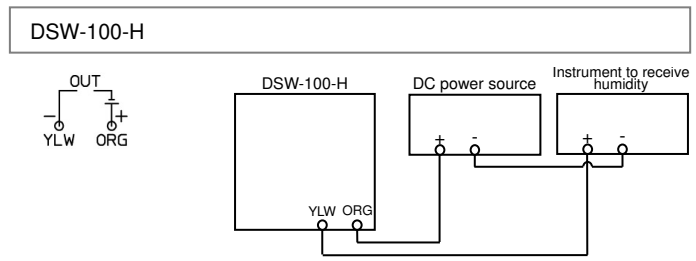 DSW-100-H
OUT
- +
YLW ORG
DSW-100-H
YLW ORG
DC power source
+ -
Instrument to receive
humidity
+ -